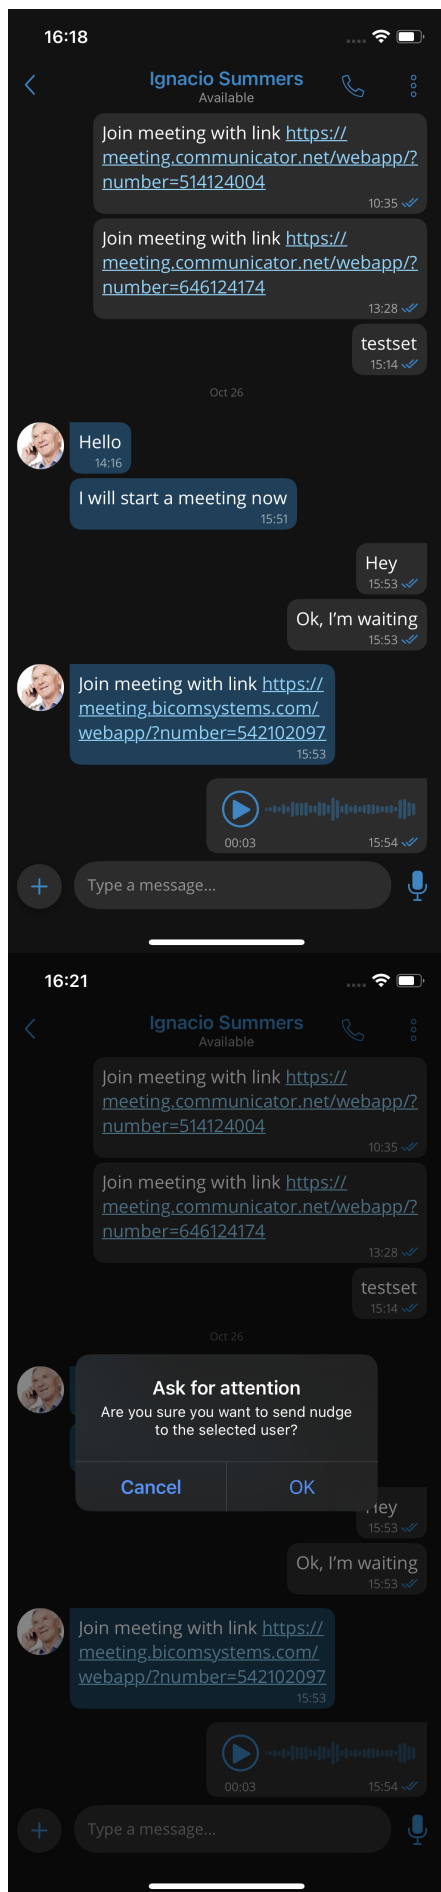 16:18
Ignacio Summers
Available
Join meeting with link https://
meeting.communicator.net/webapp/?
number=514124004
10:35
Join meeting with link https://
meeting.communicator.net/webapp/?
number=646124174
13:28
testset
15:14
Oct 26
Hello
14:16
I will start a meeting now
15:51
Hey
15:53
Ok, I'm waiting
15:53
Join meeting with link https://
meeting.bicomsystems.com/
webapp/?number=542102097
15:53
00:03 15:54
Type a message...
16:21
Ignacio Summers
Available
Join meeting with link https://
meeting.communicator.net/webapp/?
number=514124004
10:35
Join meeting with link https://
meeting.communicator.net/webapp/?
number=646124174
13:28
testset
15:14
Oct 26
Ask for attention
Are you sure you want to send nudge
to the selected user?
Cancel OK
Hey
15:53
Ok, I'm waiting
15:53
Join meeting with link https://
meeting.bicomsystems.com/
webapp/?number=542102097
15:53
00:03 15:54
Type a message...